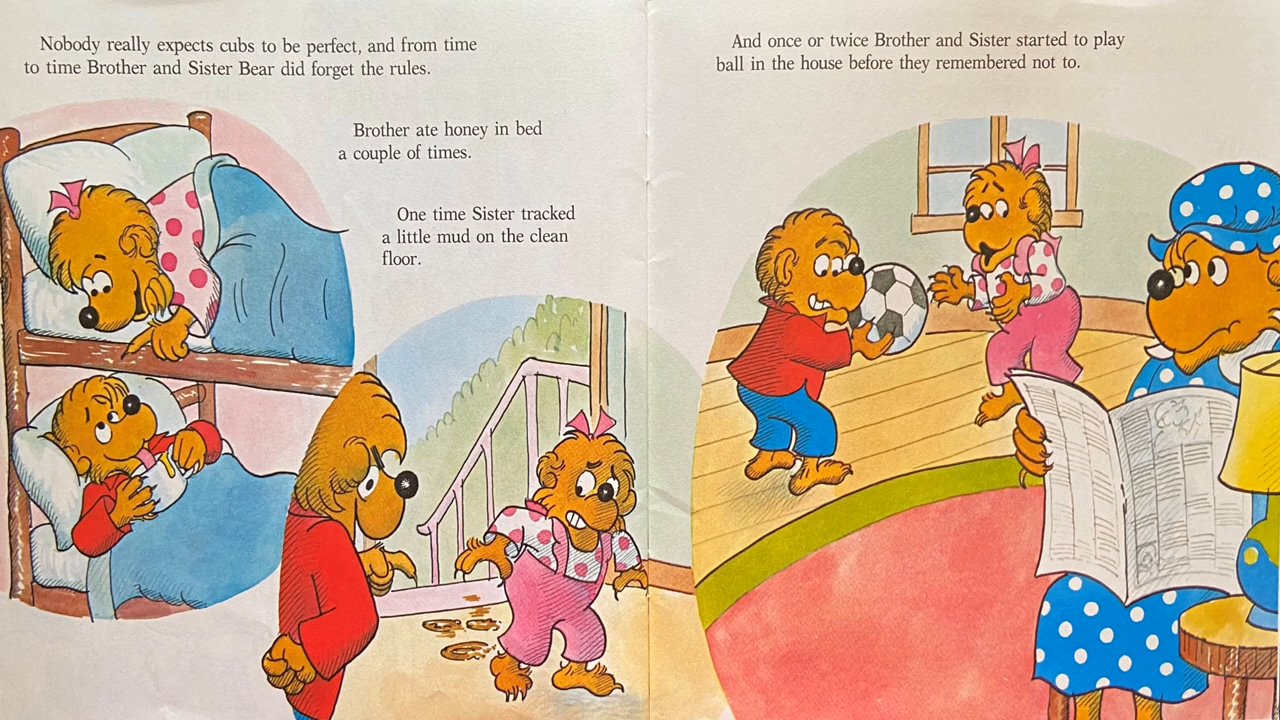 Nobody really expects cubs to be perfect, and from time
to time Brother and Sister Bear did forget the rules.
Brother ate honey in bed
a couple of times.
One time Sister tracked
a little mud on the clean
floor.
And once or twice Brother and Sister started to play
ball in the house before they remembered not to.